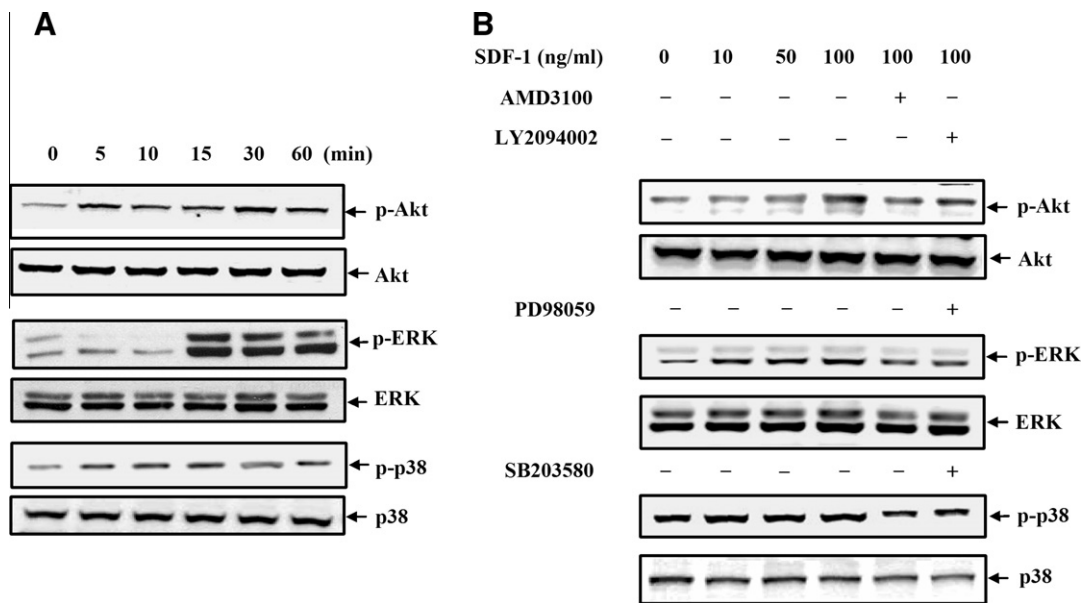 A
0 5 10 15 30 60 (min)
p-Akt
Akt
p-ERK
ERK
p-p38
p38
B
SDF-1 (ng/ml) 0 10 50 100 100 100
AMD3100 – – – – + –
LY2094002 – – – – – +
p-Akt
Akt
PD98059 – – – – – +
p-ERK
ERK
SB203580 – – – – – +
p-p38
p38